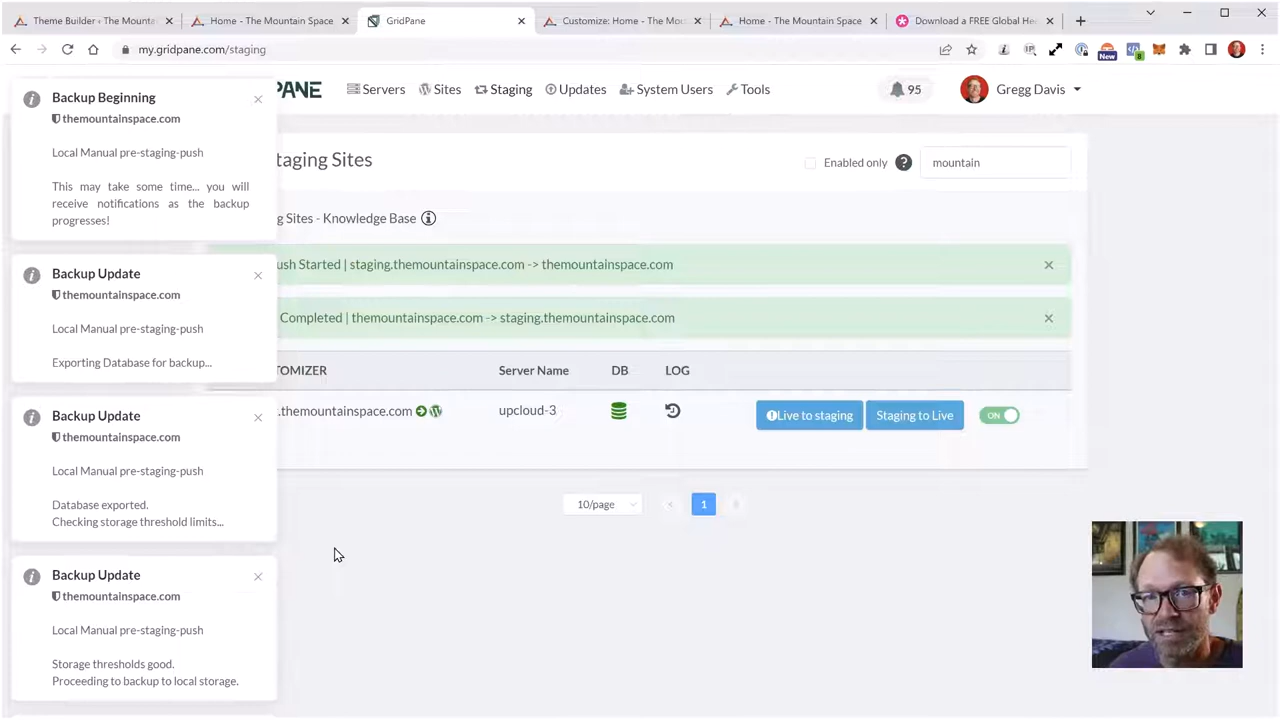 Theme Builder ‹ The Mounta
Home - The Mountain Space
GridPane
Customize: Home - The Mou
Home - The Mountain Space
Download a FREE Global He
my.gridpane.com/staging
New
8
PANE
Servers
Sites
Staging
Updates
System Users
Tools
95
Gregg Davis
taging Sites
Enabled only
mountain
g Sites - Knowledge Base
ush Started | staging.themountainspace.com -> themountainspace.com
Completed | themountainspace.com -> staging.themountainspace.com
TOMIZER
Server Name
DB
LOG
.themountainspace.com
upcloud-3
Live to staging
Staging to Live
ON
10/page
1
Backup Beginning
themountainspace.com
Local Manual pre-staging-push
This may take some time... you will
receive notifications as the backup
progresses!
Backup Update
themountainspace.com
Local Manual pre-staging-push
Exporting Database for backup...
Backup Update
themountainspace.com
Local Manual pre-staging-push
Database exported.
Checking storage threshold limits...
Backup Update
themountainspace.com
Local Manual pre-staging-push
Storage thresholds good.
Proceeding to backup to local storage.